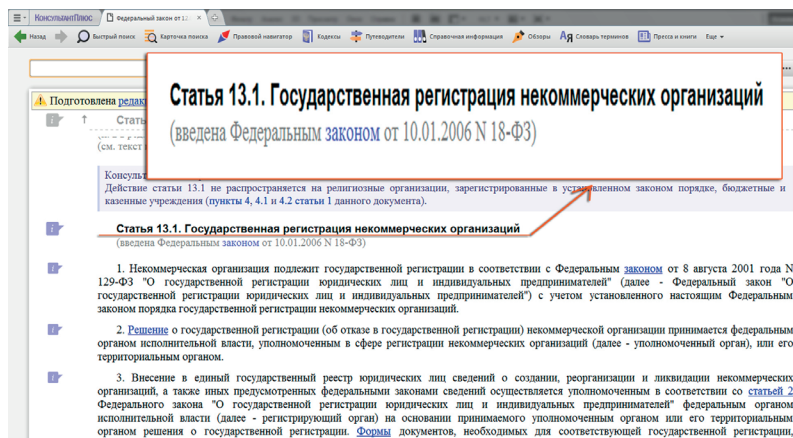 КонсультантПлюс Федеральный закон от 12. ×
Назад Быстрый поиск Карточка поиска Правовой навигатор Кодексы Путеводители Справочная информация Обзоры Словарь терминов Пресса и книги Еще
Статья 13.1. Государственная регистрация некоммерческих организаций
(введена Федеральным законом от 10.01.2006 N 18-ФЗ)
Подготовлена редак
Стать
(см. текст
Консульт
Действие статьи 13.1 не распространяется на религиозные организации, зарегистрированные в установленном законом порядке, бюджетные и
казенные учреждения (пункты 4, 4.1 и 4.2 статьи 1 данного документа).
Статья 13.1. Государственная регистрация некоммерческих организаций
(введена Федеральным законом от 10.01.2006 N 18-ФЗ)
1. Некоммерческая организация подлежит государственной регистрации в соответствии с Федеральным законом от 8 августа 2001 года N
129-ФЗ "О государственной регистрации юридических лиц и индивидуальных предпринимателей" (далее - Федеральный закон "О
государственной регистрации юридических лиц и индивидуальных предпринимателей") с учетом установленного настоящим Федеральным
законом порядка государственной регистрации некоммерческих организаций.
2. Решение о государственной регистрации (об отказе в государственной регистрации) некоммерческой организации принимается федеральным
органом исполнительной власти, уполномоченным в сфере регистрации некоммерческих организаций (далее - уполномоченный орган), или его
территориальным органом.
3. Внесение в единый государственный реестр юридических лиц сведений о создании, реорганизации и ликвидации некоммерческих
организаций, а также иных предусмотренных федеральными законами сведений осуществляется уполномоченным в соответствии со статьей 2
Федерального закона "О государственной регистрации юридических лиц и индивидуальных предпринимателей" федеральным органом
исполнительной власти (далее - регистрирующий орган) на основании принимаемого уполномоченным органом или его территориальным
органом решения о государственной регистрации. Формы документов, необходимых для соответствующей государственной регистрации,